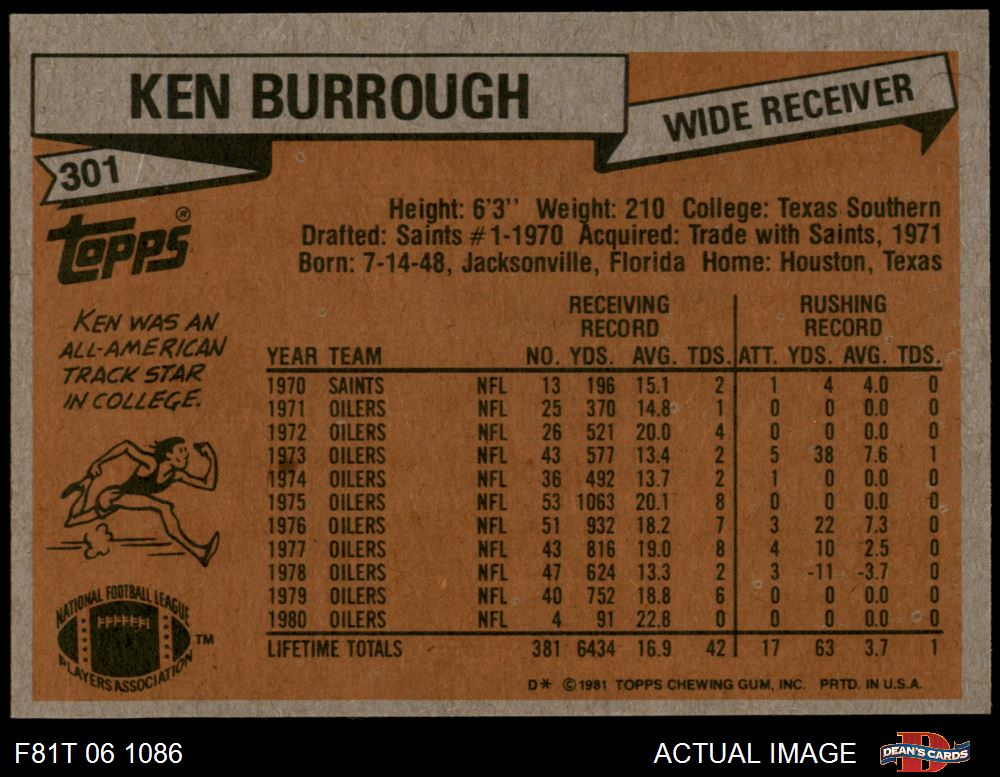 KEN BURROUGH
WIDE RECEIVER
301
Topps®
Height: 6'3'' Weight: 210 College: Texas Southern
Drafted: Saints #1-1970 Acquired: Trade with Saints, 1971
Born: 7-14-48, Jacksonville, Florida Home: Houston, Texas
KEN WAS AN
ALL-AMERICAN
TRACK STAR
IN COLLEGE.
RECEIVING RUSHING
RECORD RECORD
YEAR TEAM NO. YDS. AVG. TDS. ATT. YDS. AVG. TDS.
1970 SAINTS NFL 13 196 15.1 2 1 4 4.0 0
1971 OILERS NFL 25 370 14.8 1 0 0 0.0 0
1972 OILERS NFL 26 521 20.0 4 0 0 0.0 0
1973 OILERS NFL 43 577 13.4 2 5 38 7.6 1
1974 OILERS NFL 36 492 13.7 2 1 0 0.0 0
1975 OILERS NFL 53 1063 20.1 8 0 0 0.0 0
1976 OILERS NFL 51 932 18.2 7 3 22 7.3 0
1977 OILERS NFL 43 816 19.0 8 4 10 2.5 0
1978 OILERS NFL 47 624 13.3 2 3 -11 -3.7 0
1979 OILERS NFL 40 752 18.8 6 0 0 0.0 0
1980 OILERS NFL 4 91 22.8 0 0 0 0.0 0
LIFETIME TOTALS 381 6434 16.9 42 17 63 3.7 1
NATIONAL FOOTBALL LEAGUE
PLAYERS ASSOCIATION
TM
D* ©1981 TOPPS CHEWING GUM, INC. PRTD. IN U.S.A.
F81T 06 1086
ACTUAL IMAGE
D
DEAN'S CARDS